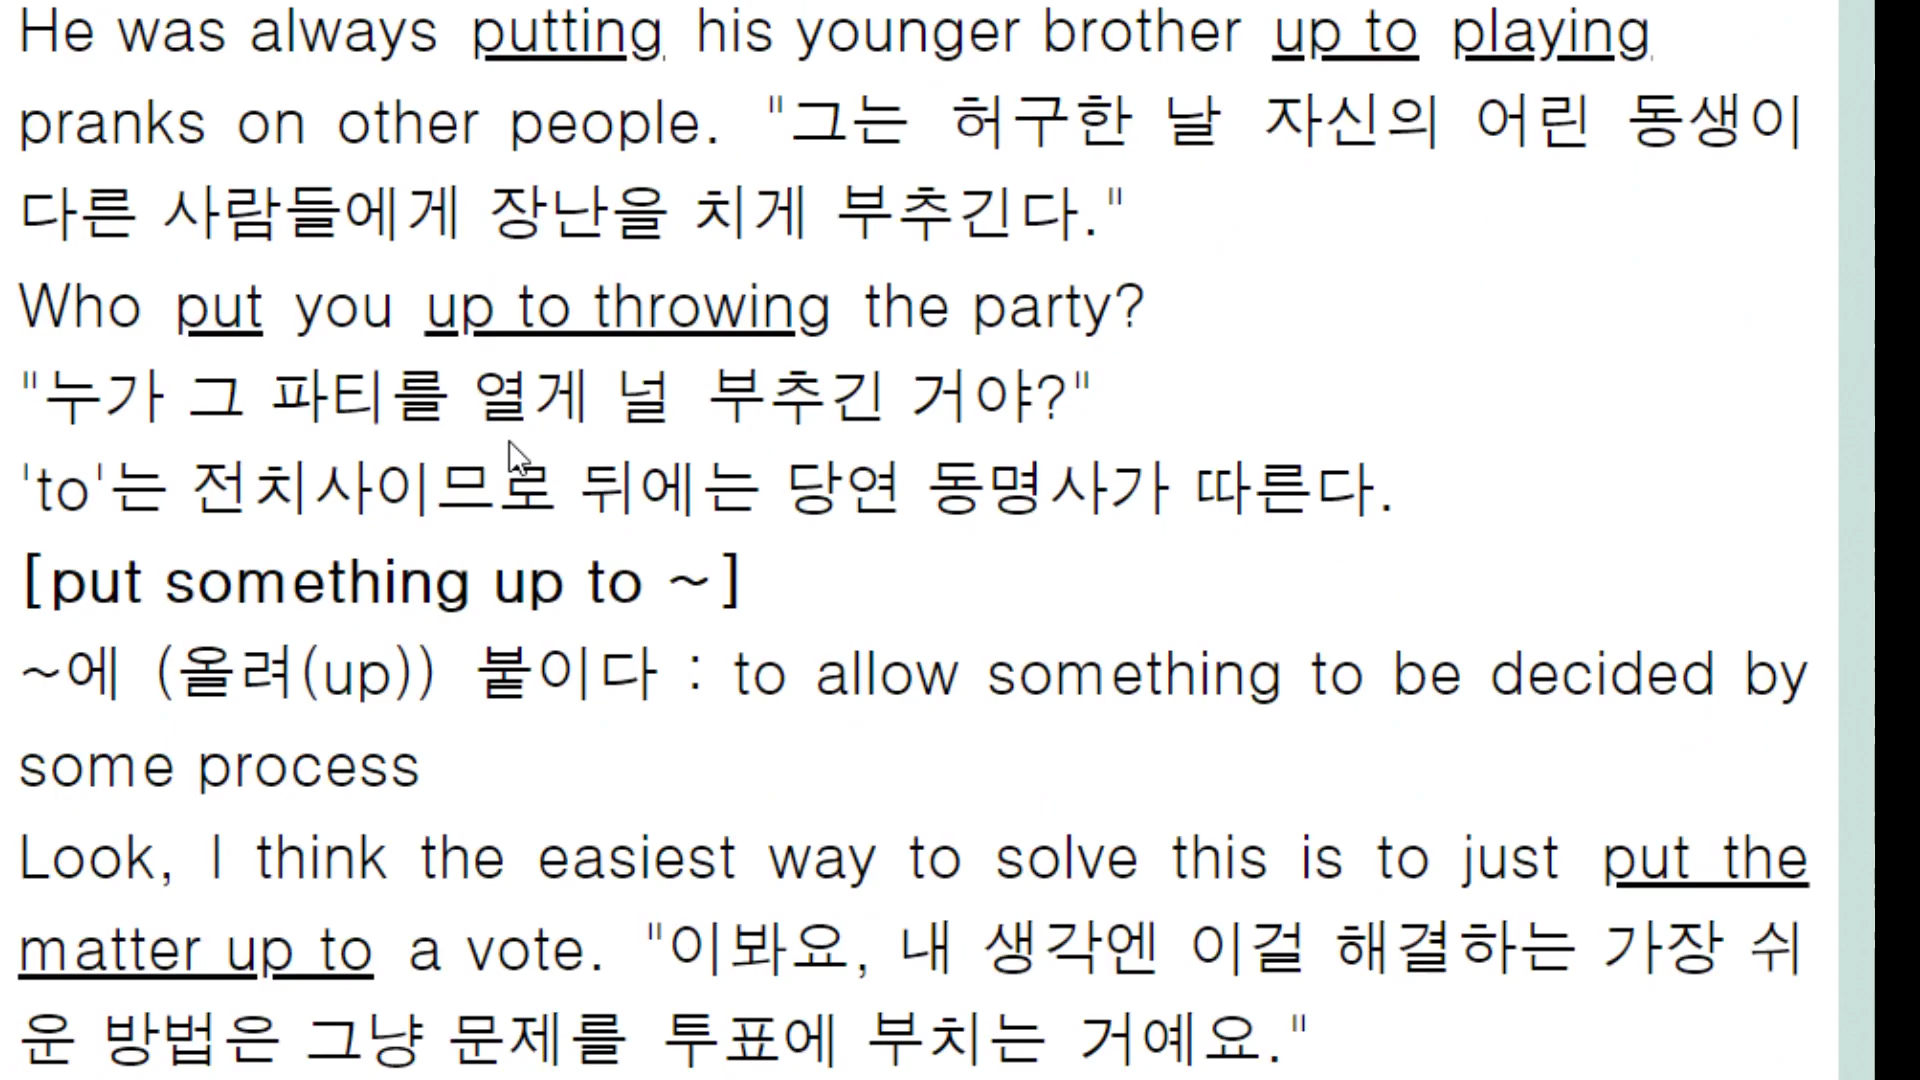 He was always putting his younger brother up to playing
pranks on other people. "그는 허구한 날 자신의 어린 동생이
다른 사람들에게 장난을 치게 부추긴다."
Who put you up to throwing the party?
"누가 그 파티를 열게 널 부추긴 거야?"
'to'는 전치사이므로 뒤에는 당연 동명사가 따른다.
[put something up to ~]
~에 (올려(up)) 붙이다 : to allow something to be decided by
some process
Look, I think the easiest way to solve this is to just put the
matter up to a vote. "이봐요, 내 생각엔 이걸 해결하는 가장 쉬
운 방법은 그냥 문제를 투표에 부치는 거예요."